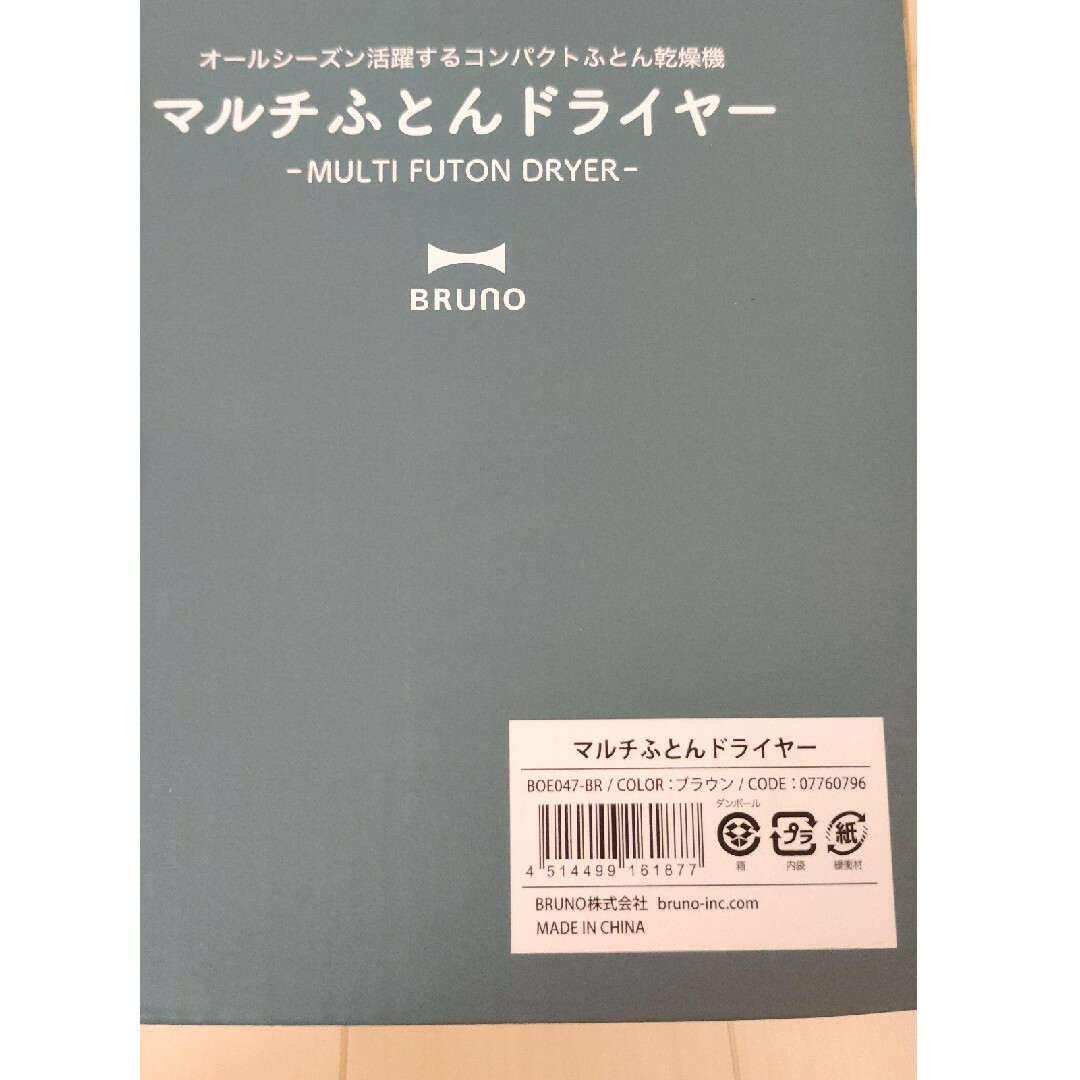 オールシーズン活躍するコンパクトふとん乾燥機
マルチふとんドライヤー
-MULTI FUTON DRYER-
BRUNO
マルチふとんドライヤー
BOE047-BR / COLOR：ブラウン / CODE：07760796
ダンボール
プラ 紙
箱 内袋 緩衝材
4 514499 161877
BRUNO株式会社 bruno-inc.com
MADE IN CHINA